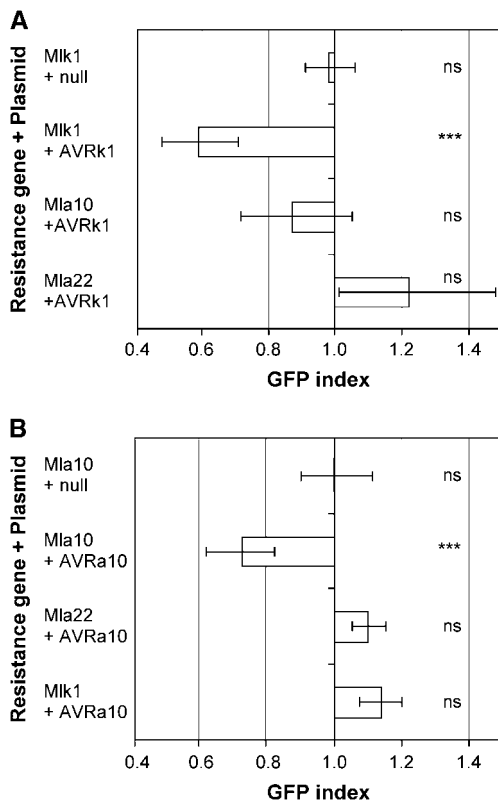 A
Resistance gene + Plasmid
Mlk1
+ null
ns
Mlk1
+ AVRk1
***
Mla10
+AVRk1
ns
Mla22
+AVRk1
ns
0.4 0.6 0.8 1.0 1.2 1.4
GFP index
B
Resistance gene + Plasmid
Mla10
+ null
ns
Mla10
+ AVRa10
***
Mla22
+ AVRa10
ns
Mlk1
+ AVRa10
ns
0.4 0.6 0.8 1.0 1.2 1.4
GFP index